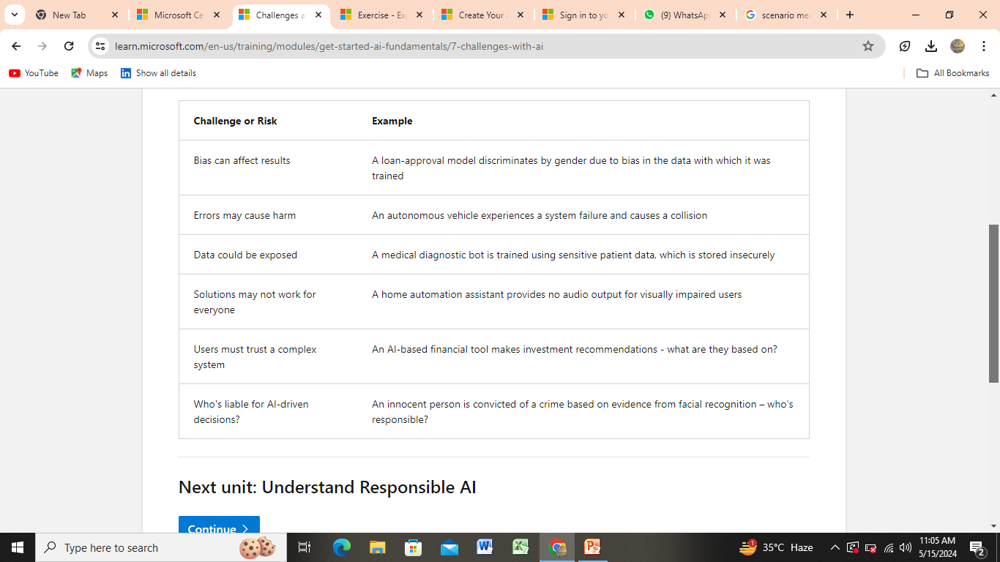 New Tab
Microsoft Ce
Challenges a
Exercise - Ex
Create Your
Sign in to yo
(9) WhatsAp
scenario mea
learn.microsoft.com/en-us/training/modules/get-started-ai-fundamentals/7-challenges-with-ai
YouTube
Maps
Show all details
All Bookmarks
Challenge or Risk
Example
Bias can affect results
A loan-approval model discriminates by gender due to bias in the data with which it was
trained
Errors may cause harm
An autonomous vehicle experiences a system failure and causes a collision
Data could be exposed
A medical diagnostic bot is trained using sensitive patient data, which is stored insecurely
Solutions may not work for
everyone
A home automation assistant provides no audio output for visually impaired users
Users must trust a complex
system
An AI-based financial tool makes investment recommendations - what are they based on?
Who's liable for AI-driven
decisions?
An innocent person is convicted of a crime based on evidence from facial recognition – who's
responsible?
Next unit: Understand Responsible AI
Continue
Type here to search
35°C Haze
11:05 AM
5/15/2024
2